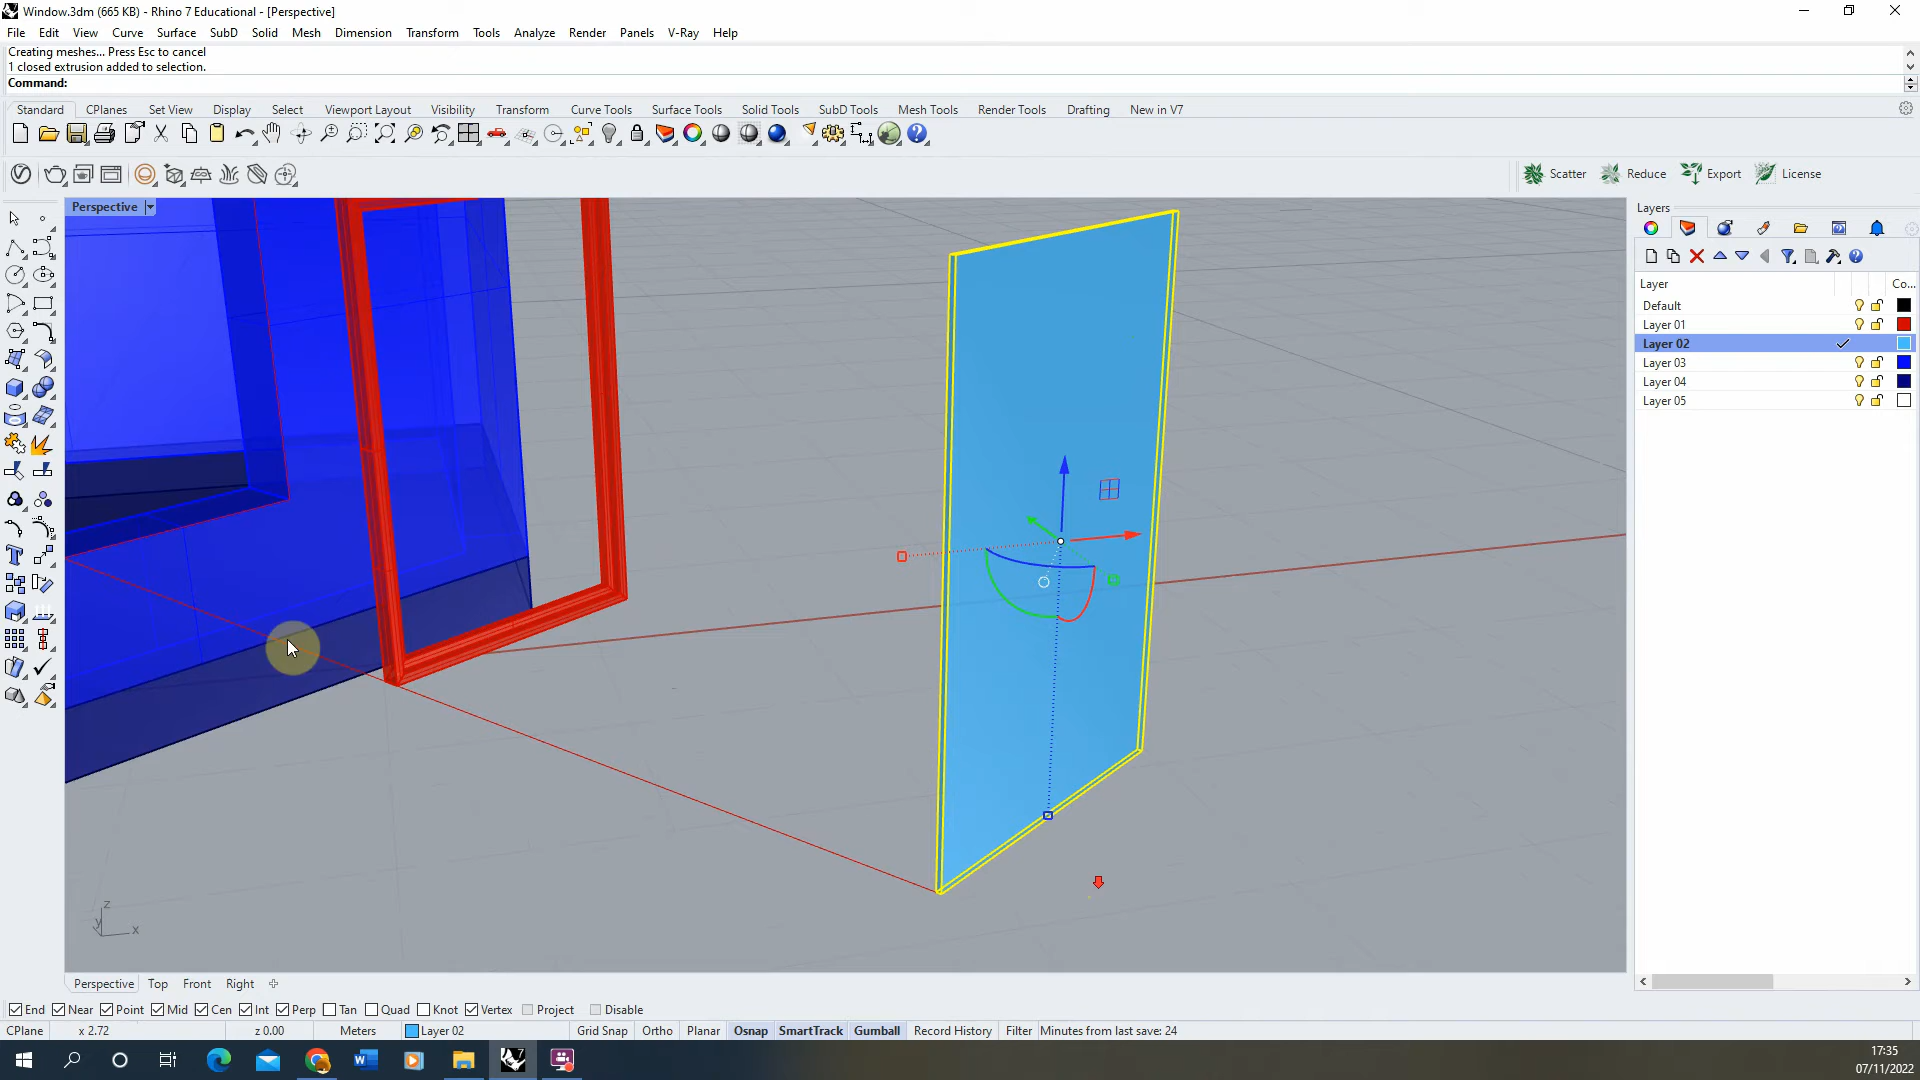 Window.3dm (665 KB) - Rhino 7 Educational - [Perspective]
File Edit View Curve Surface SubD Solid Mesh Dimension Transform Tools Analyze Render Panels V-Ray Help
Creating meshes... Press Esc to cancel
1 closed extrusion added to selection.
Command:
Standard CPlanes Set View Display Select Viewport Layout Visibility Transform Curve Tools Surface Tools Solid Tools SubD Tools Mesh Tools Render Tools Drafting New in V7
Scatter Reduce Export License
Perspective
Layers
Layer Co...
Default
Layer 01
Layer 02
Layer 03
Layer 04
Layer 05
z
y
x
Perspective Top Front Right
End Near Point Mid Cen Int Perp Tan Quad Knot Vertex Project Disable
CPlane x 2.72 z 0.00 Meters Layer 02 Grid Snap Ortho Planar Osnap SmartTrack Gumball Record History Filter Minutes from last save: 24
17:35
07/11/2022